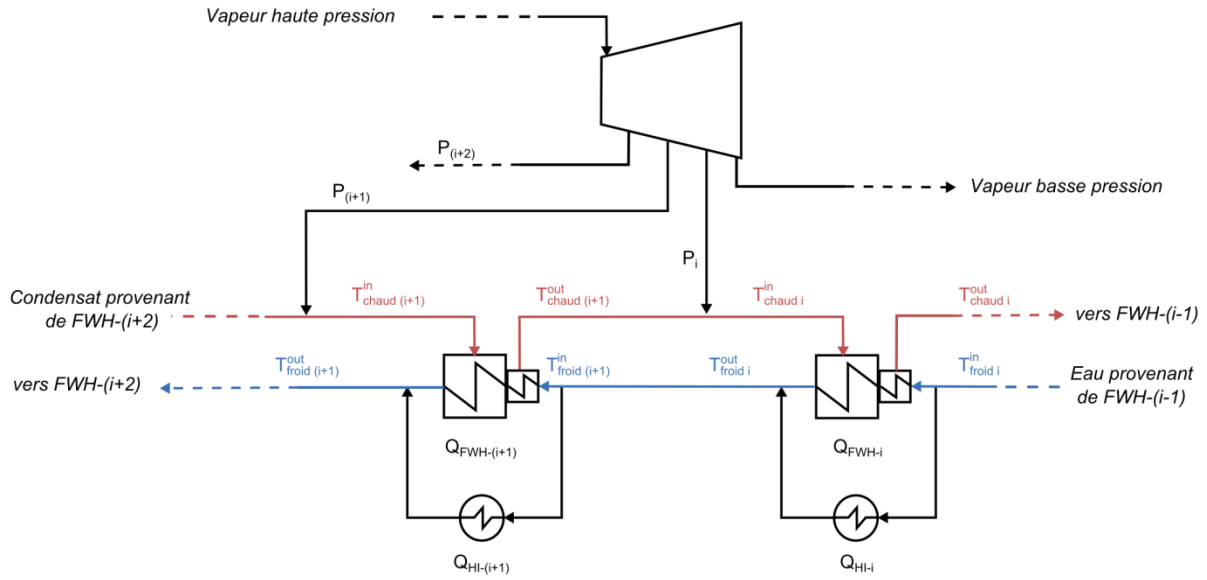 Vapeur haute pression
P(i+2)
P(i+1)
Vapeur basse pression
Pi
Condensat provenant
de FWH-(i+2)
T in chaud (i+1)
T out chaud (i+1)
T in chaud i
T out chaud i
vers FWH-(i-1)
vers FWH-(i+2)
T out froid (i+1)
T in froid (i+1)
T out froid i
T in froid i
Eau provenant
de FWH-(i-1)
QFWH-(i+1)
QFWH-i
QHI-(i+1)
QHI-i